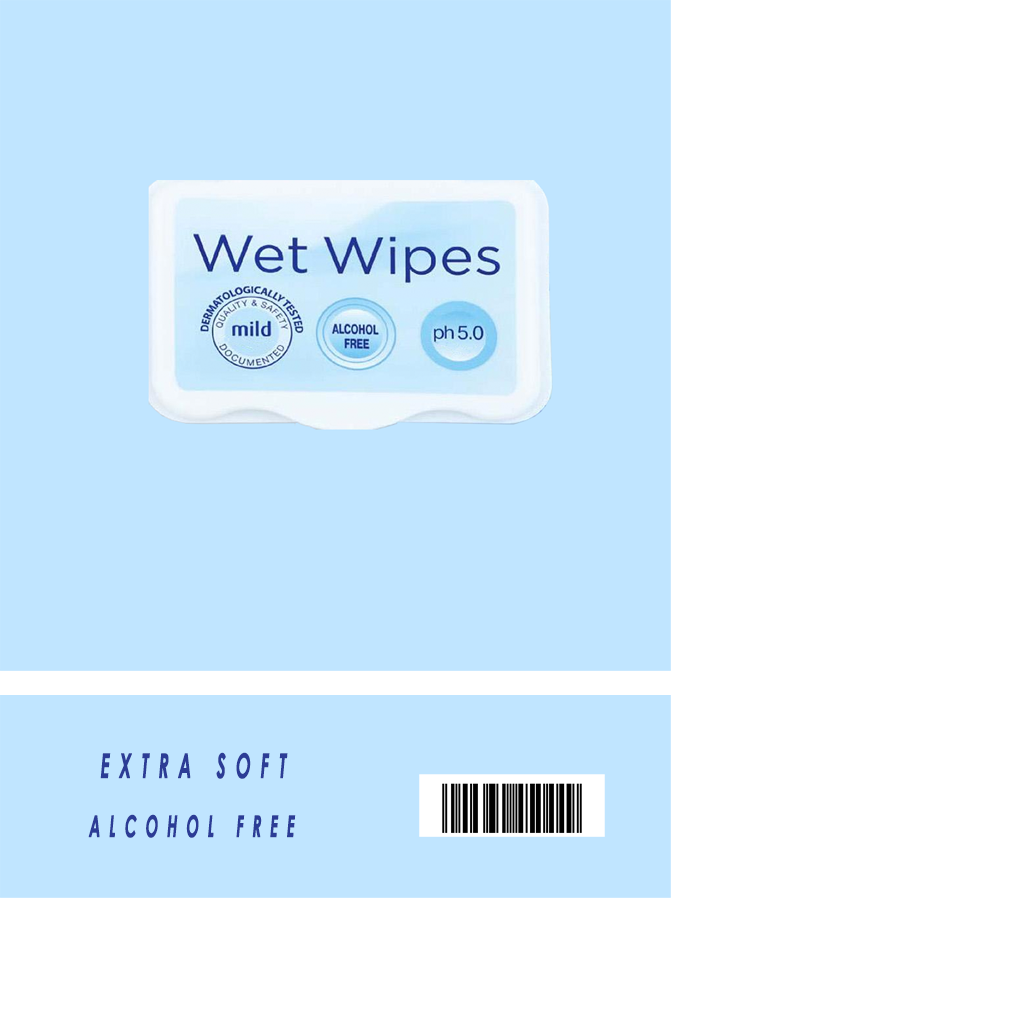 Wet Wipes
DERMATOLOGICALLY TESTED
QUALITY & SAFETY
mild
DOCUMENTED
ALCOHOL
FREE
ph 5.0
EXTRA SOFT
ALCOHOL FREE